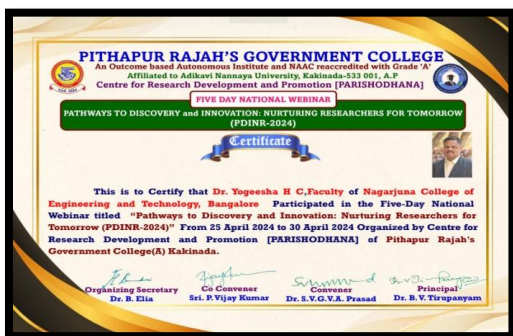 PITHAPUR RAJAH'S GOVERNMENT COLLEGE
An Outcome based Autonomous Institute and NAAC reaccredited with Grade 'A'
Affiliated to Adikavi Nannaya University, Kakinada-533 001, A.P
Centre for Research Development and Promotion [PARISHODHANA]
FIVE DAY NATIONAL WEBINAR
PATHWAYS TO DISCOVERY and INNOVATION: NURTURING RESEARCHERS FOR TOMORROW
(PDINR-2024)
Certificate
This is to Certify that Dr. Yogeesha H C,Faculty of Nagarjuna College of
Engineering and Technology, Bangalore Participated in the Five-Day National
Webinar titled "Pathways to Discovery and Innovation: Nurturing Researchers for
Tomorrow (PDINR-2024)" From 25 April 2024 to 30 April 2024 Organized by Centre for
Research Development and Promotion [PARISHODHANA] of Pithapur Rajah's
Government College(A) Kakinada.
Organizing Secretary Co Convener Convener Principal
Dr. B. Elia Sri. P.Vijay Kumar Dr. S.V.G.V.A. Prasad Dr. B.V.Tirupanyam